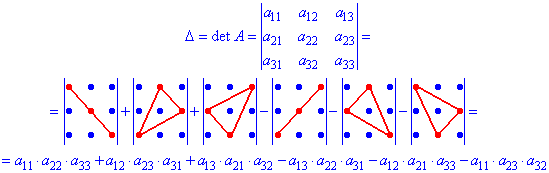 Δ = det A = | a₁₁ a₁₂ a₁₃ |
| a₂₁ a₂₂ a₂₃ | =
| a₃₁ a₃₂ a₃₃ |
= | | + | | + | | − | | − | | − | | =
= a₁₁ · a₂₂ · a₃₃ + a₁₂ · a₂₃ · a₃₁ + a₁₃ · a₂₁ · a₃₂ − a₁₃ · a₂₂ · a₃₁ − a₁₂ · a₂₁ · a₃₃ − a₁₁ · a₂₃ · a₃₂